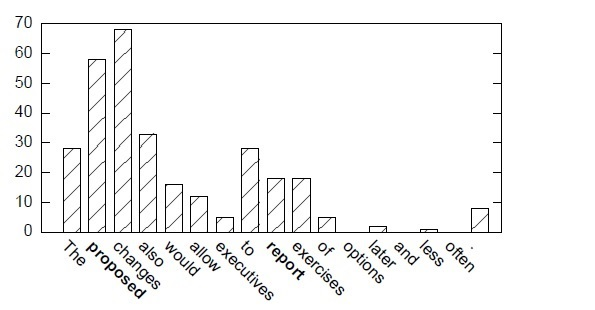 70
60
50
40
30
20
10
0
The
proposed
changes
also
would
allow
executives
to
report
exercises
of
options
later
and
less
often
.